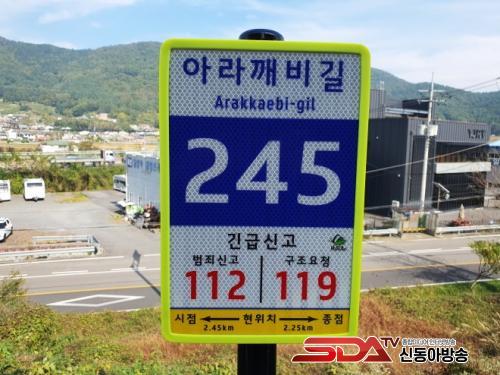 아라깨비길
Arakkaebi-gil
245
긴급신고
범죄신고 구조요청
112 119
시점 현위치 종점
2.45km 2.25km
SDATV
신동아방송